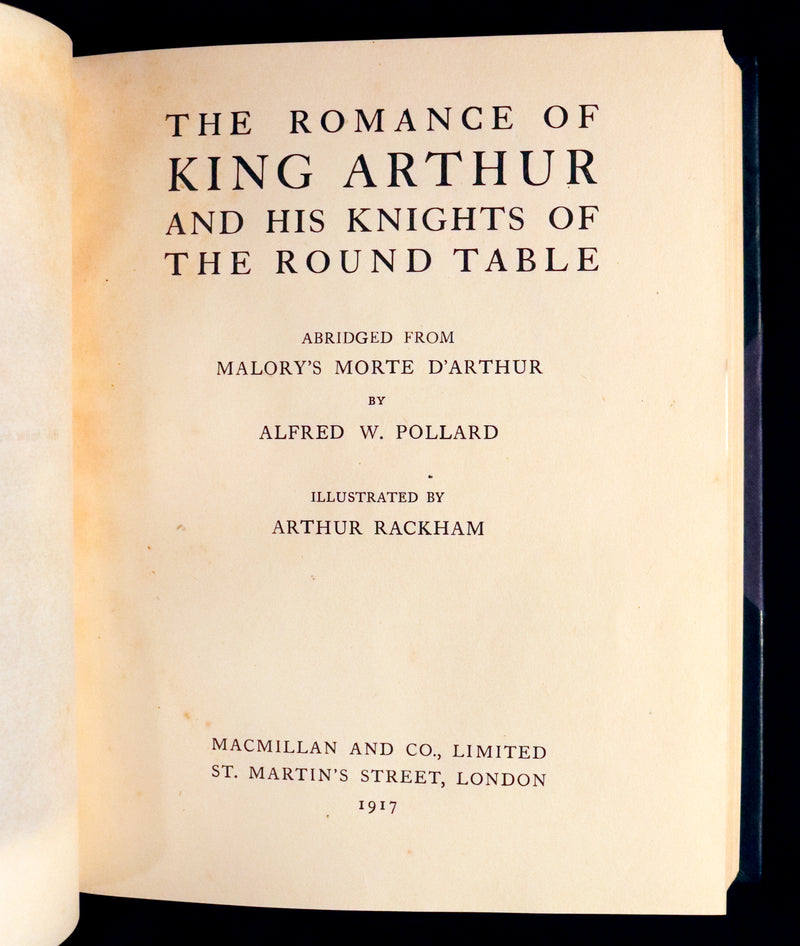 THE ROMANCE OF
KING ARTHUR
AND HIS KNIGHTS OF
THE ROUND TABLE
ABRIDGED FROM
MALORY'S MORTE D'ARTHUR
BY
ALFRED W. POLLARD
ILLUSTRATED BY
ARTHUR RACKHAM
MACMILLAN AND CO., LIMITED
ST. MARTIN'S STREET, LONDON
1917